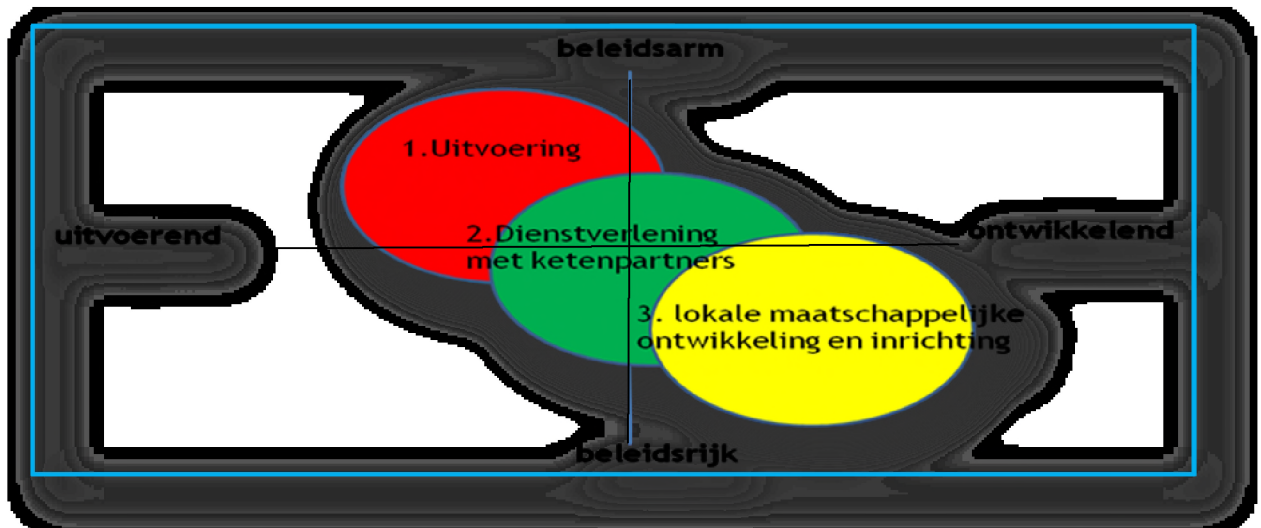 beleidsarm
1.Uitvoering
uitvoerend
2.Dienstverlening
met ketenpartners
ontwikkelend
3. lokale maatschappelijke
ontwikkeling en inrichting
beleidsrijk